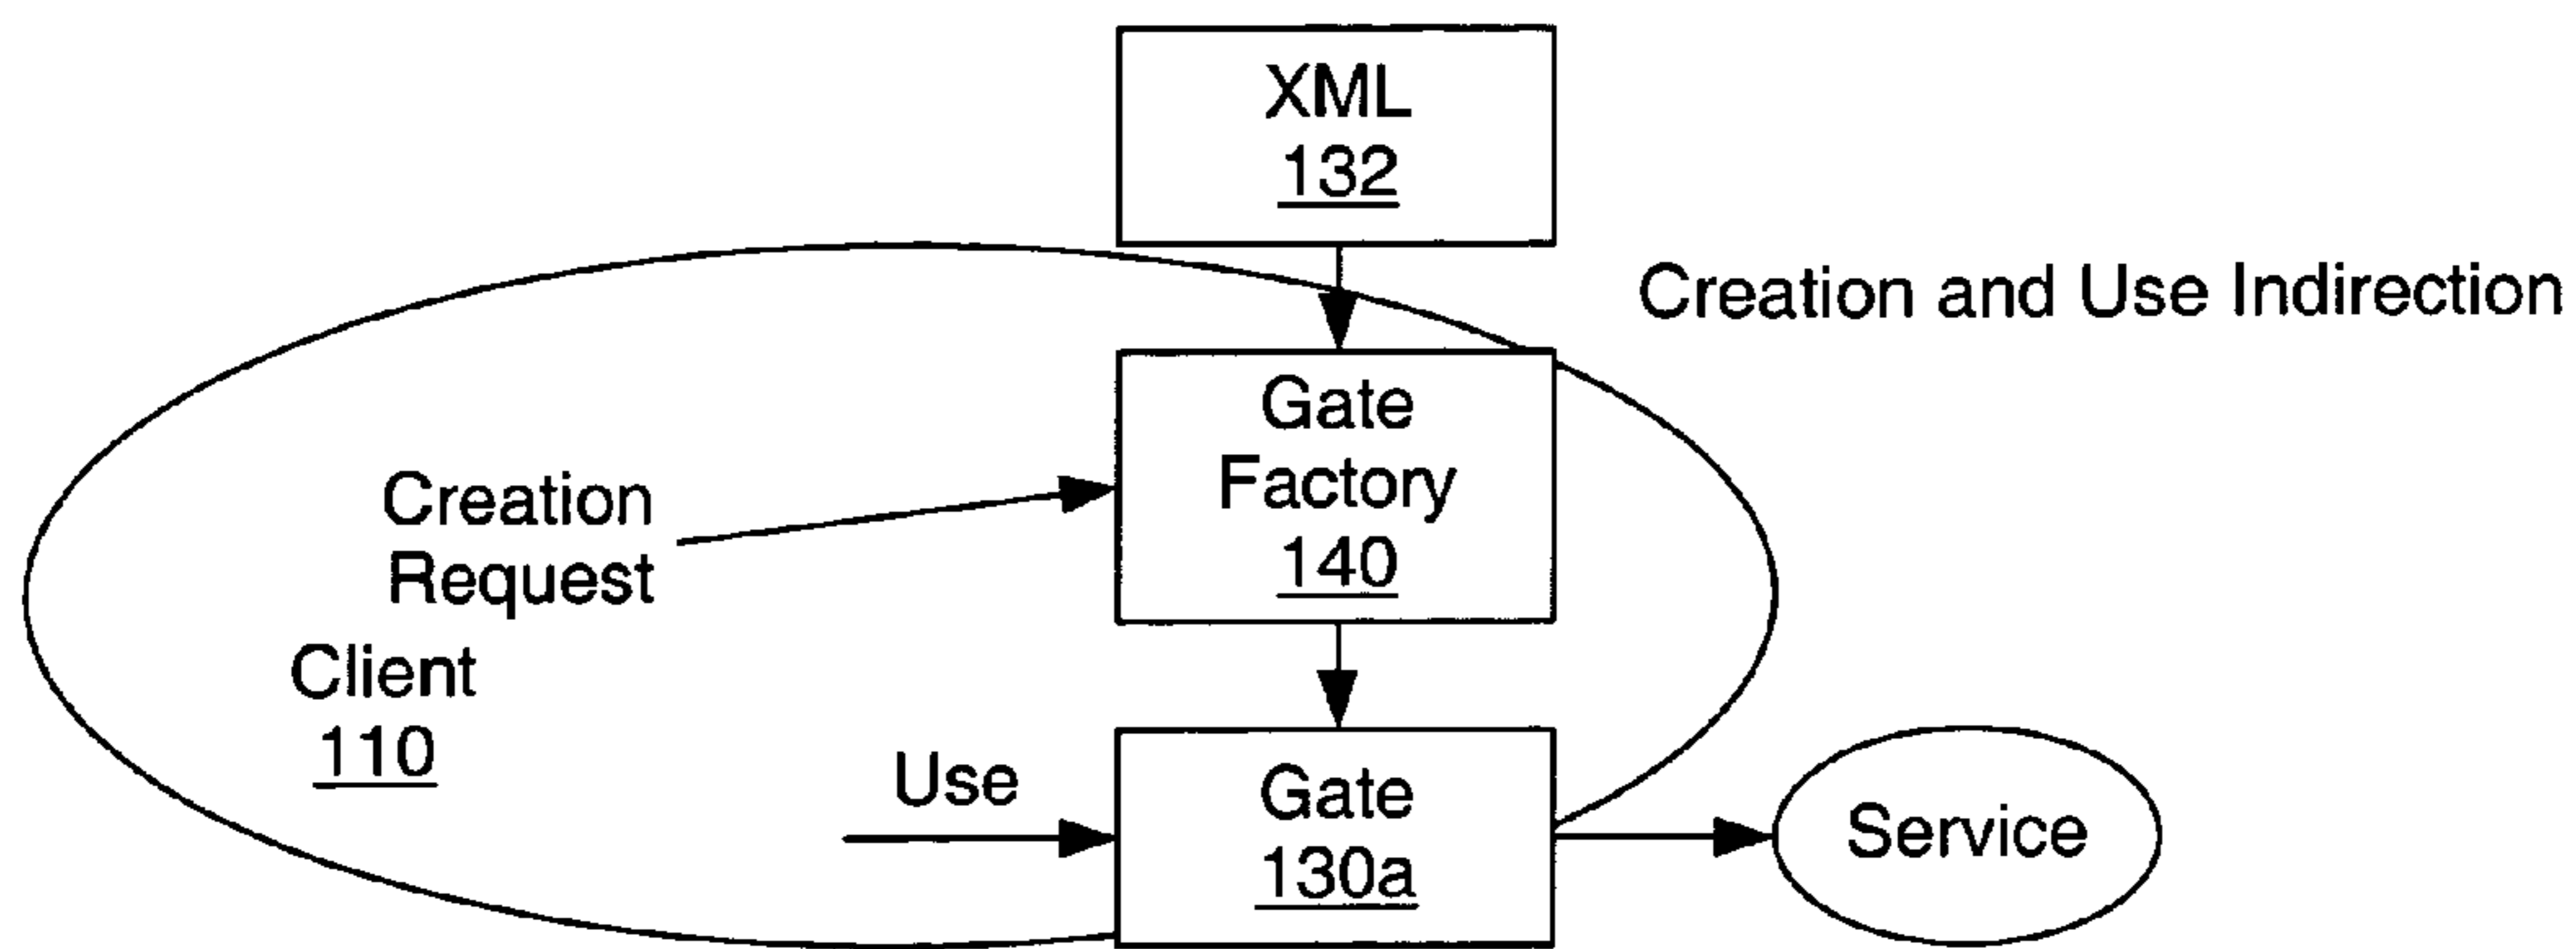 XML
132
Creation and Use Indirection
Gate
Factory
140
Creation
Request
Client
110
Use
Gate
130a
Service